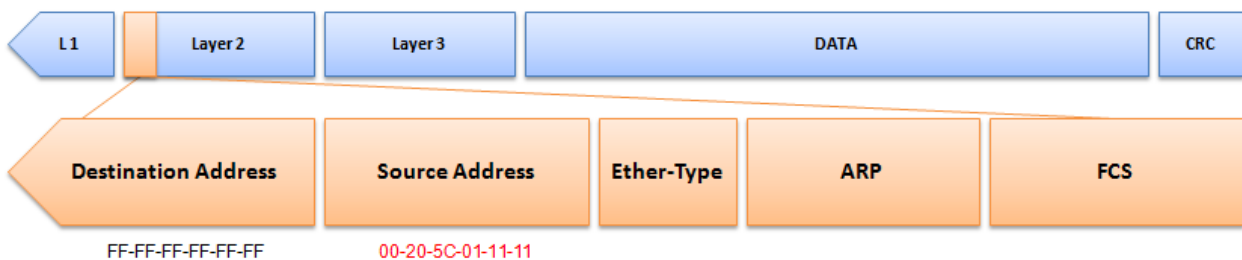 L 1 Layer 2 Layer 3 DATA CRC
Destination Address Source Address Ether-Type ARP FCS
FF-FF-FF-FF-FF-FF 00-20-5C-01-11-11